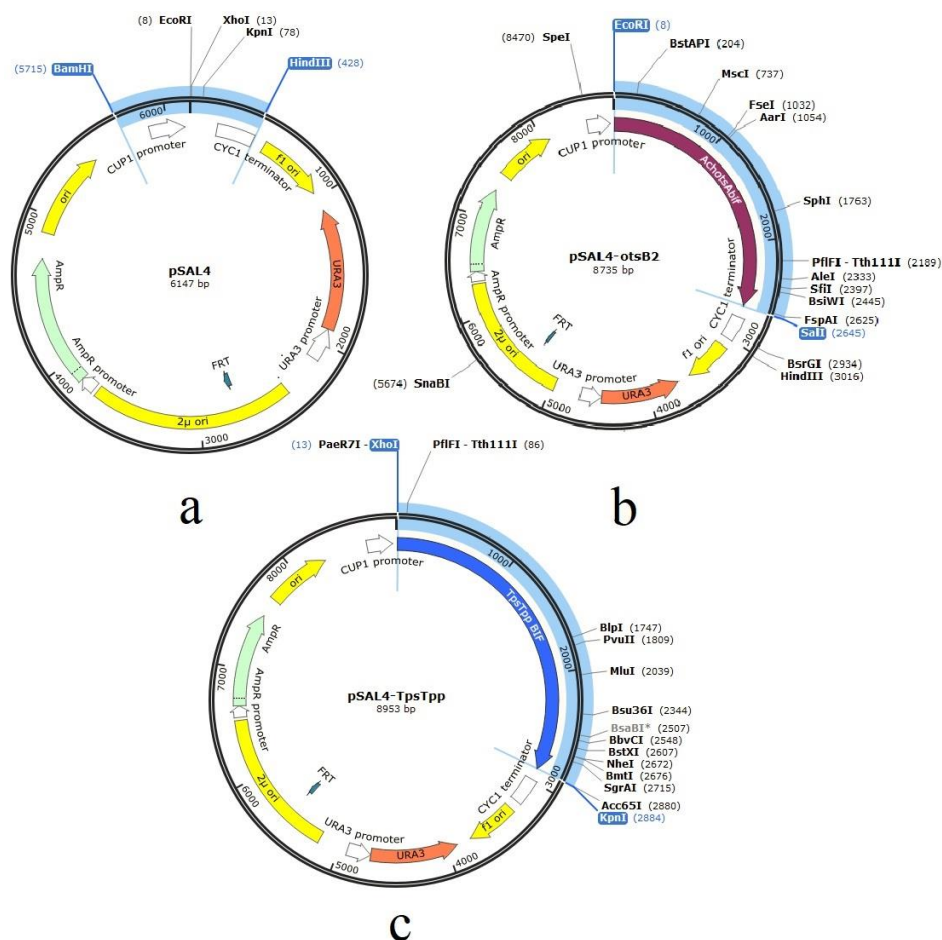 (8) EcoRI
XhoI (13)
KpnI (78)
(5715) BamHI
HindIII (428)
6000
CUP1 promoter
CYC1 terminator
f1 ori
1000
ori
5000
URA3
pSAL4
6147 bp
AmpR
URA3 promoter
2000
FRT
AmpR promoter
4000
2μ ori
3000
a
EcoRI (8)
(8470) SpeI
BstAPI (204)
MscI (737)
FseI (1032)
AarI (1054)
8000
CUP1 promoter
1000
ori
AchotsAbif
7000
AmpR
SphI (1763)
2000
pSAL4-otsB2
8735 bp
PflFI - Tth111I (2189)
AleI (2333)
SfiI (2397)
BsiWI (2445)
FspAI (2625)
SalI (2645)
AmpR promoter
CYC1 terminator
FRT
3000
2μ ori
f1 ori
6000
BsrGI (2934)
HindIII (3016)
URA3 promoter
(5674) SnaBI
URA3
5000
4000
b
(13) PaeR7I - XhoI
PflFI - Tth111I (86)
8000
CUP1 promoter
1000
ori
TpsTpp BIF
BlpI (1747)
PvuII (1809)
AmpR
2000
MluI (2039)
7000
pSAL4-TpsTpp
8953 bp
Bsu36I (2344)
BsaBI* (2507)
BbvCI (2548)
BstXI (2607)
NheI (2672)
BmtI (2676)
SgrAI (2715)
AmpR promoter
CYC1 terminator
3000
Acc65I (2880)
KpnI (2884)
FRT
2μ ori
6000
f1 ori
URA3 promoter
URA3
5000
4000
c